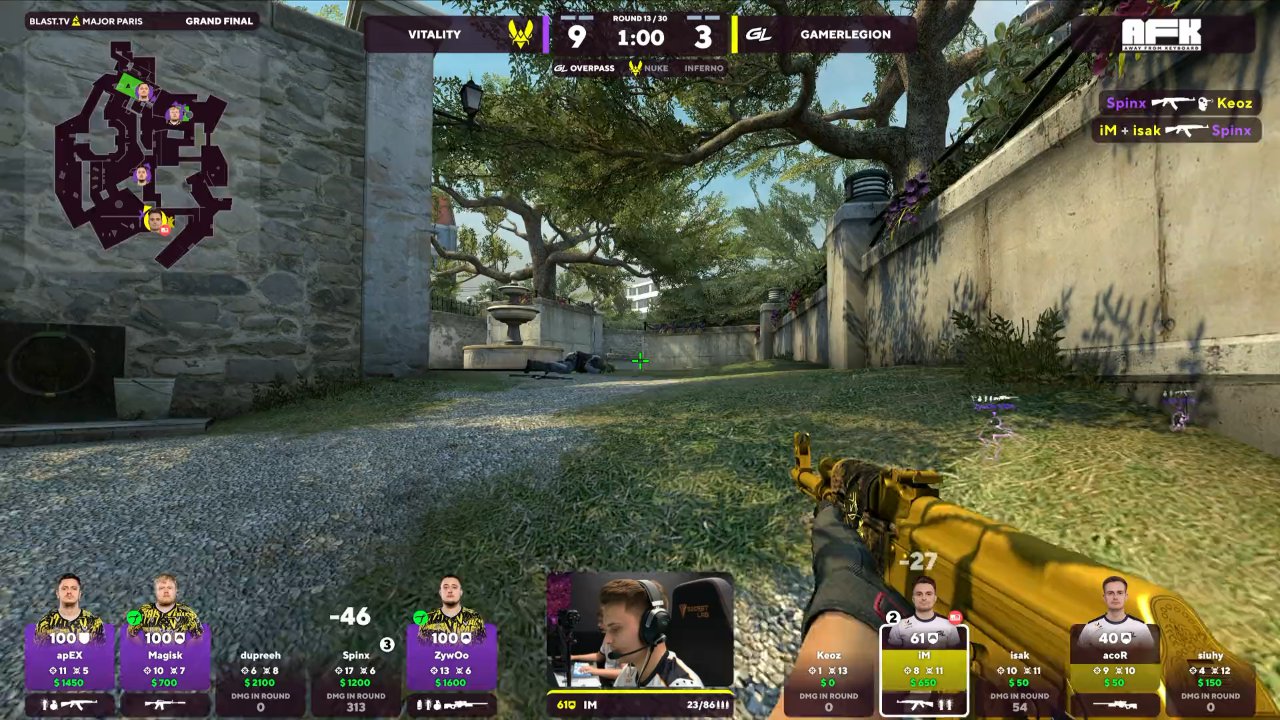 BLAST.TV MAJOR PARIS GRAND FINAL
VITALITY 9 ROUND 13 / 30 1:00 3 GL GAMERLEGION
GL OVERPASS NUKE INFERNO
AFK
AWAY FROM KEYBOARD
A
Spinx Keoz
iM + isak Spinx
SECRET
LAB
-27
-46
3
2
100 100 100 61 40
apEX Magisk dupreeh Spinx ZywOo Keoz iM isak acoR siuhy
11 5 10 7 6 8 17 6 13 6 1 13 8 11 10 11 9 10 4 12
$1450 $700 $2100 $1200 $1600 $0 $650 $50 $50 $150
DMG IN ROUND DMG IN ROUND DMG IN ROUND DMG IN ROUND DMG IN ROUND
0 313 61 IM 23/86 0 54 0